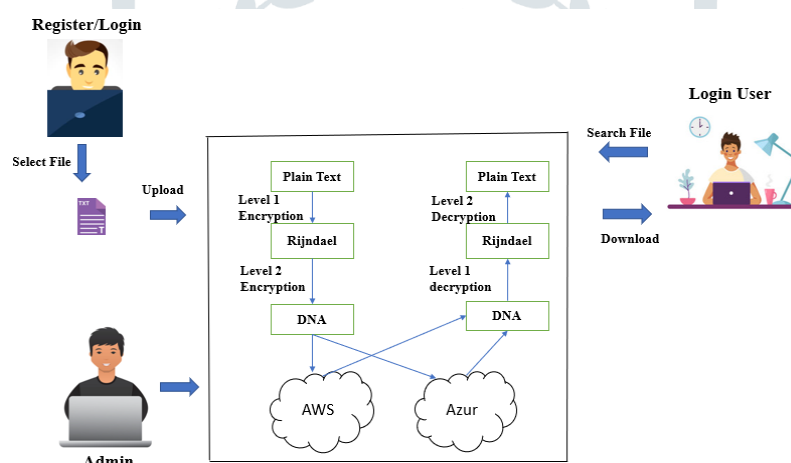 Register/Login
Login User
Select File
TXT
T
Upload
Search File
Download
Plain Text
Level 1
Encryption
Rijndael
Level 2
Encryption
DNA
AWS
Plain Text
Level 2
Decryption
Rijndael
Level 1
decryption
DNA
Azur
Admin